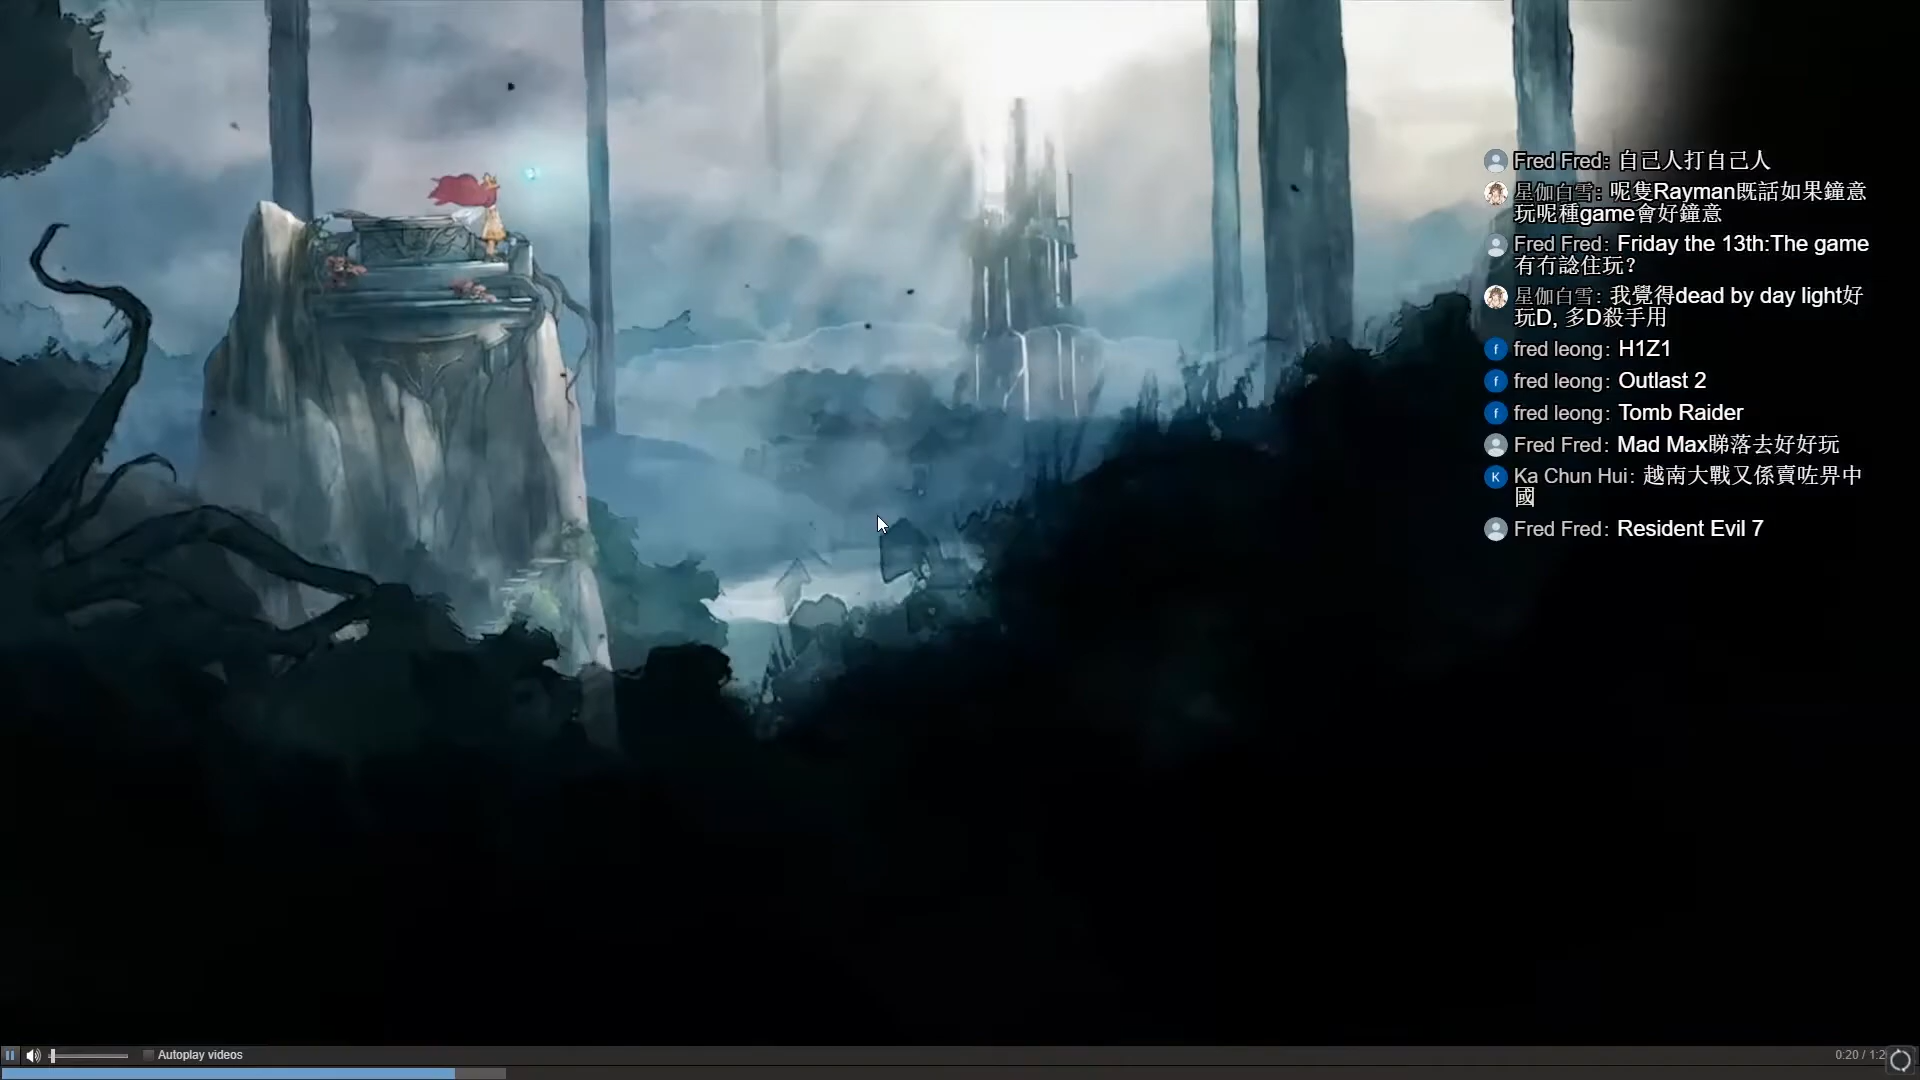 Fred Fred: 自己人打自己人
星伽白雪: 呢隻Rayman既話如果鐘意
玩呢種game會好鐘意
Fred Fred: Friday the 13th:The game
有冇諗住玩?
星伽白雪: 我覺得dead by day light好
玩D, 多D殺手用
fred leong: H1Z1
fred leong: Outlast 2
fred leong: Tomb Raider
Fred Fred: Mad Max睇落去好好玩
K
Ka Chun Hui: 越南大戰又係賣咗畀中
國
Fred Fred: Resident Evil 7
Autoplay videos
0:20 / 1:2